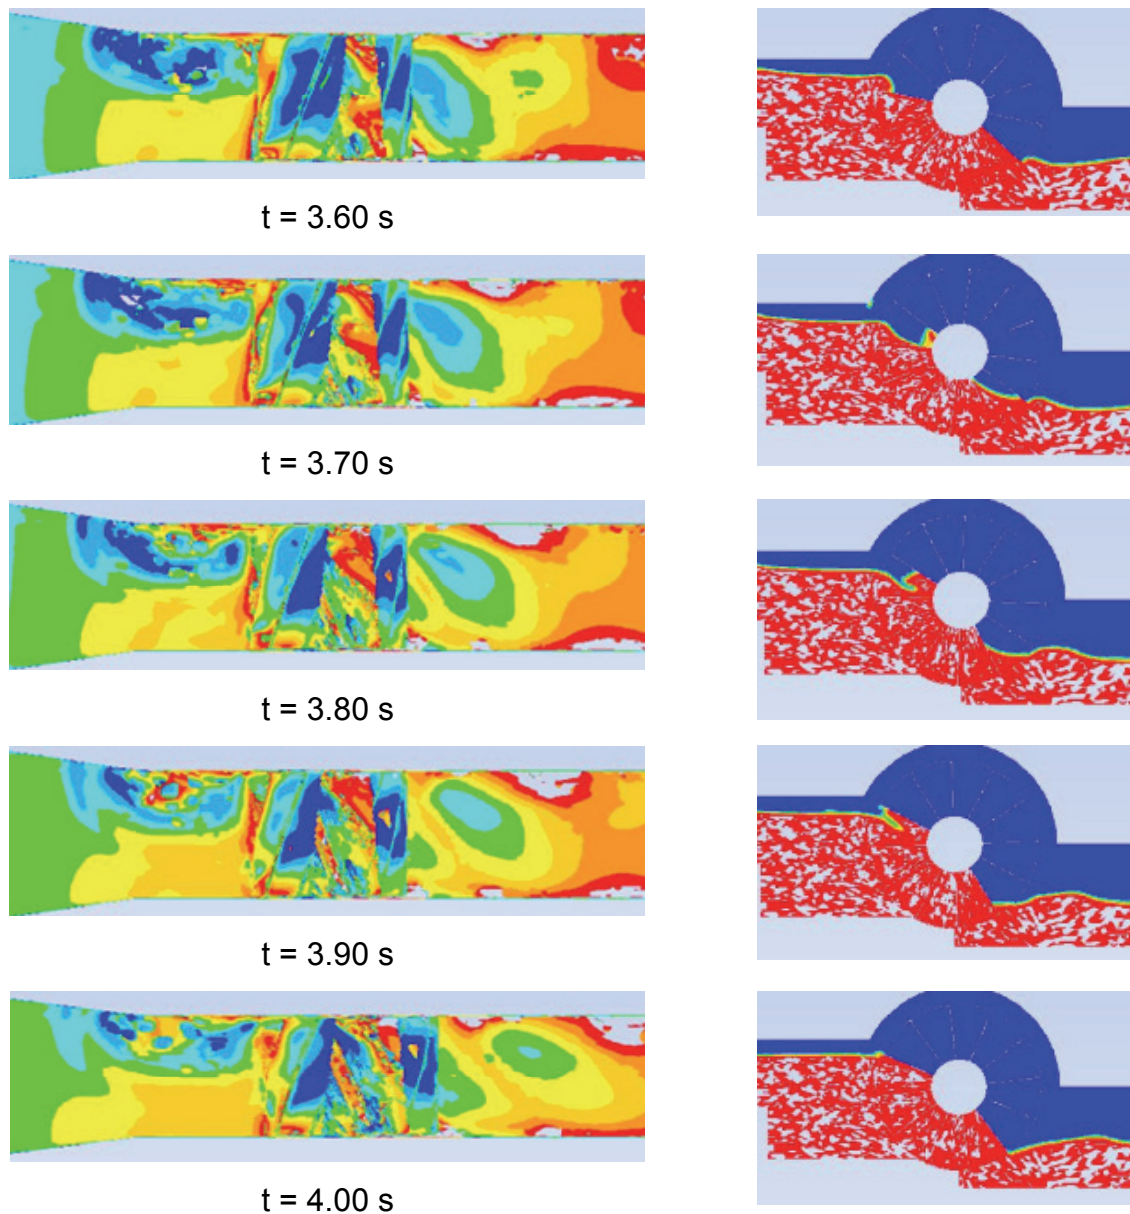 t = 3.60 s
t = 3.70 s
t = 3.80 s
t = 3.90 s
t = 4.00 s